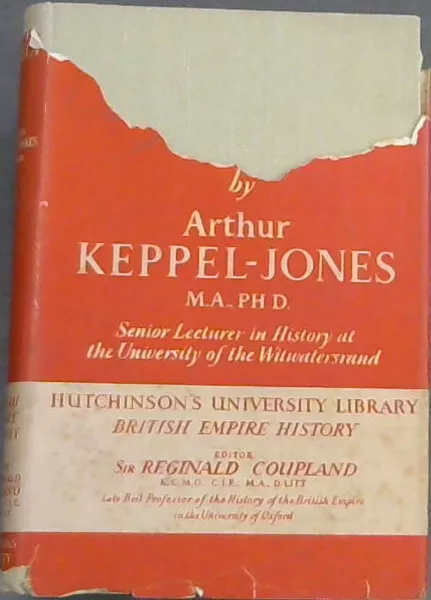 by
Arthur
KEPPEL-JONES
M.A., PH D.
Senior Lecturer in History at
the University of the Witwatersrand
HUTCHINSON'S UNIVERSITY LIBRARY
BRITISH EMPIRE HISTORY
EDITOR
SIR REGINALD COUPLAND
K.C.M.G., C.I.E., M.A., D.LITT
Late Beit Professor of the History of the British Empire
in the University of Oxford